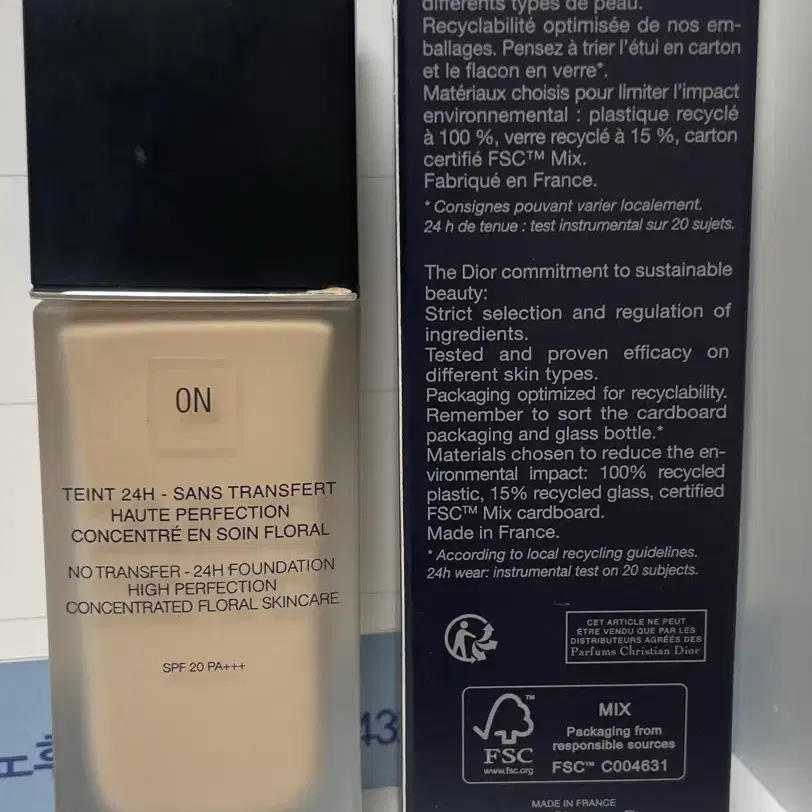 0N
TEINT 24H - SANS TRANSFERT
HAUTE PERFECTION
CONCENTRÉ EN SOIN FLORAL
NO TRANSFER - 24H FOUNDATION
HIGH PERFECTION
CONCENTRATED FLORAL SKINCARE
SPF 20 PA+++
différents types de peau.
Recyclabilité optimisée de nos em-
ballages. Pensez à trier l'étui en carton
et le flacon en verre*.
Matériaux choisis pour limiter l'impact
environnemental : plastique recyclé
à 100 %, verre recyclé à 15 %, carton
certifié FSC™ Mix.
Fabriqué en France.
* Consignes pouvant varier localement.
24 h de tenue : test instrumental sur 20 sujets.
The Dior commitment to sustainable
beauty:
Strict selection and regulation of
ingredients.
Tested and proven efficacy on
different skin types.
Packaging optimized for recyclability.
Remember to sort the cardboard
packaging and glass bottle.*
Materials chosen to reduce the en-
vironmental impact: 100% recycled
plastic, 15% recycled glass, certified
FSC™ Mix cardboard.
Made in France.
* According to local recycling guidelines.
24h wear: instrumental test on 20 subjects.
CET ARTICLE NE PEUT
ÊTRE VENDU QUE PAR LES
DISTRIBUTEURS AGRÉÉS DES
Parfums Christian Dior
FSC
www.fsc.org
MIX
Packaging from
responsible sources
FSC™ C004631
MADE IN FRANCE
43